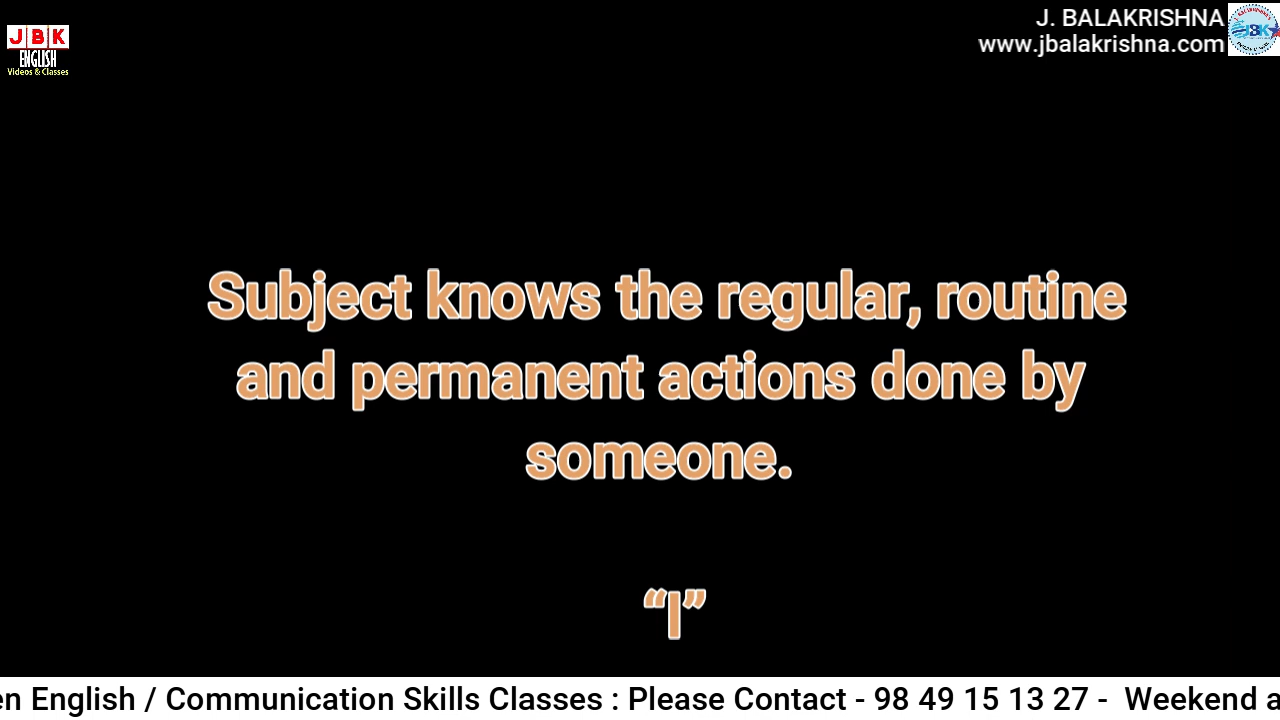 J. BALAKRISHNA
www.jbalakrishna.com
JBK
ENGLISH
Videos & Classes
Subject knows the regular, routine
and permanent actions done by
someone.
“I”
en English / Communication Skills Classes : Please Contact - 98 49 15 13 27 - Weekend a